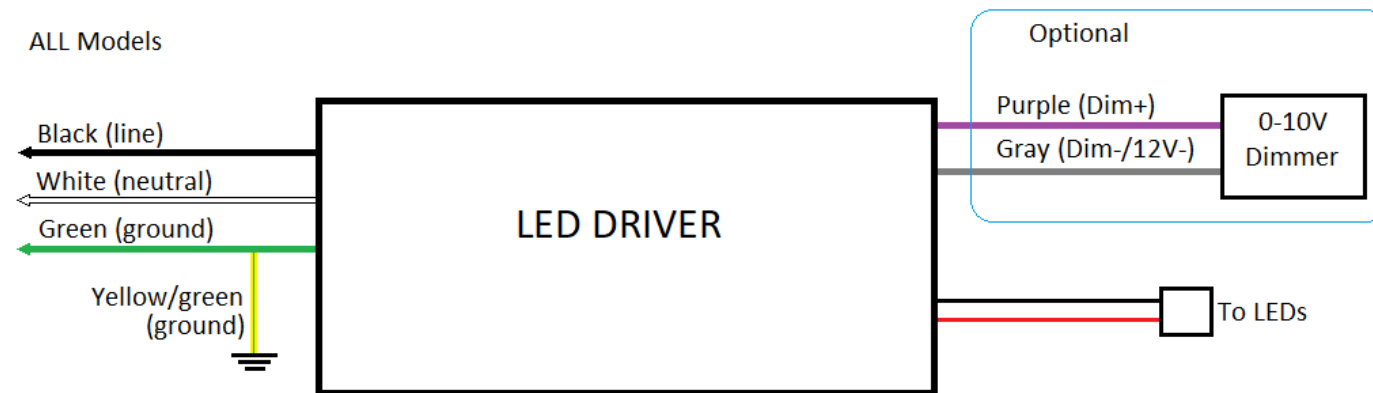 ALL Models
Optional
Black (line)
White (neutral)
Green (ground)
Yellow/green
(ground)
LED DRIVER
Purple (Dim+)
Gray (Dim-/12V-)
0-10V
Dimmer
To LEDs